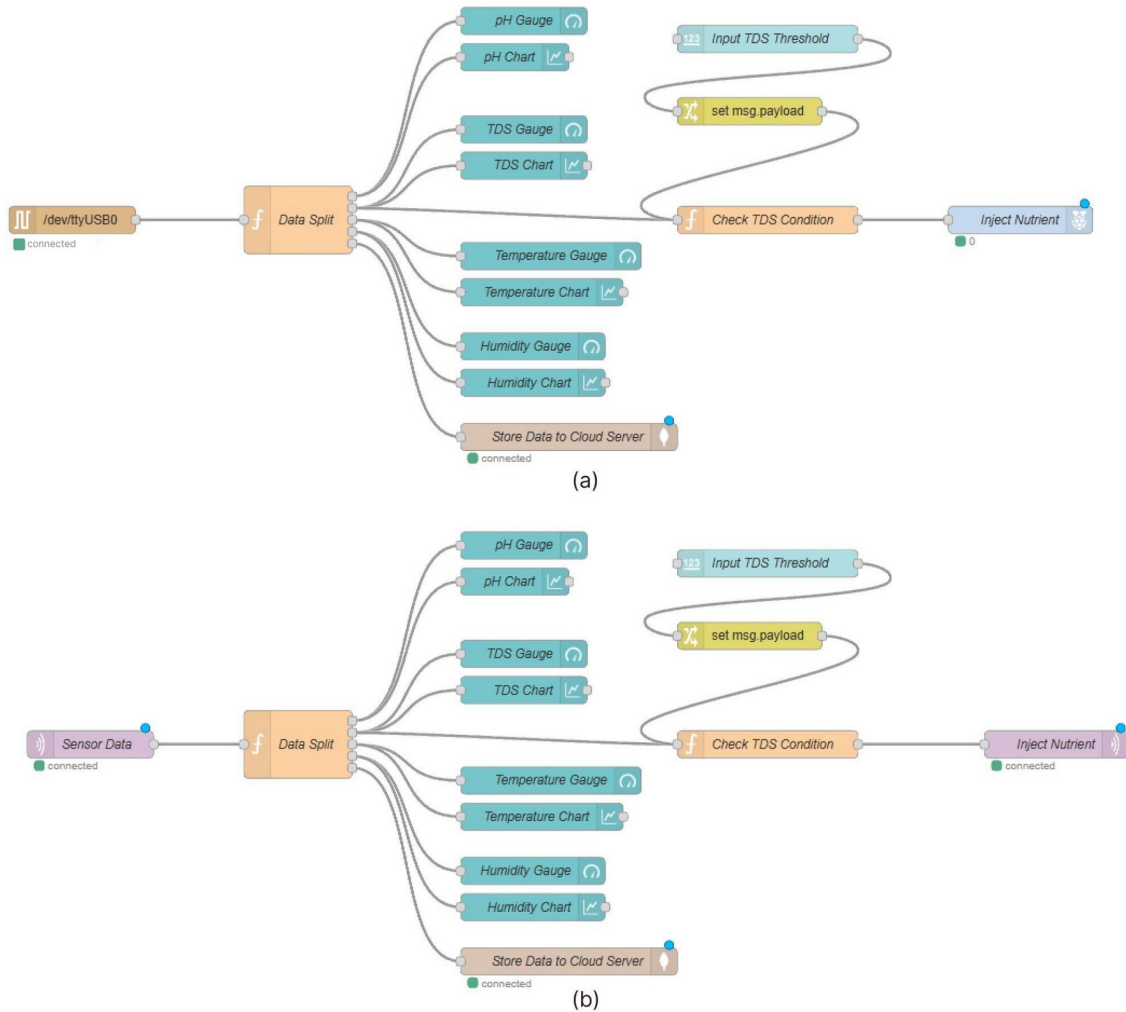 pH Gauge
123 Input TDS Threshold
pH Chart
set msg.payload
TDS Gauge
TDS Chart
/dev/ttyUSB0
Data Split
Check TDS Condition
Inject Nutrient
connected
0
Temperature Gauge
Temperature Chart
Humidity Gauge
Humidity Chart
Store Data to Cloud Server
connected
(a)
pH Gauge
123 Input TDS Threshold
pH Chart
set msg.payload
TDS Gauge
TDS Chart
Sensor Data
Data Split
Check TDS Condition
Inject Nutrient
connected
connected
Temperature Gauge
Temperature Chart
Humidity Gauge
Humidity Chart
Store Data to Cloud Server
connected
(b)